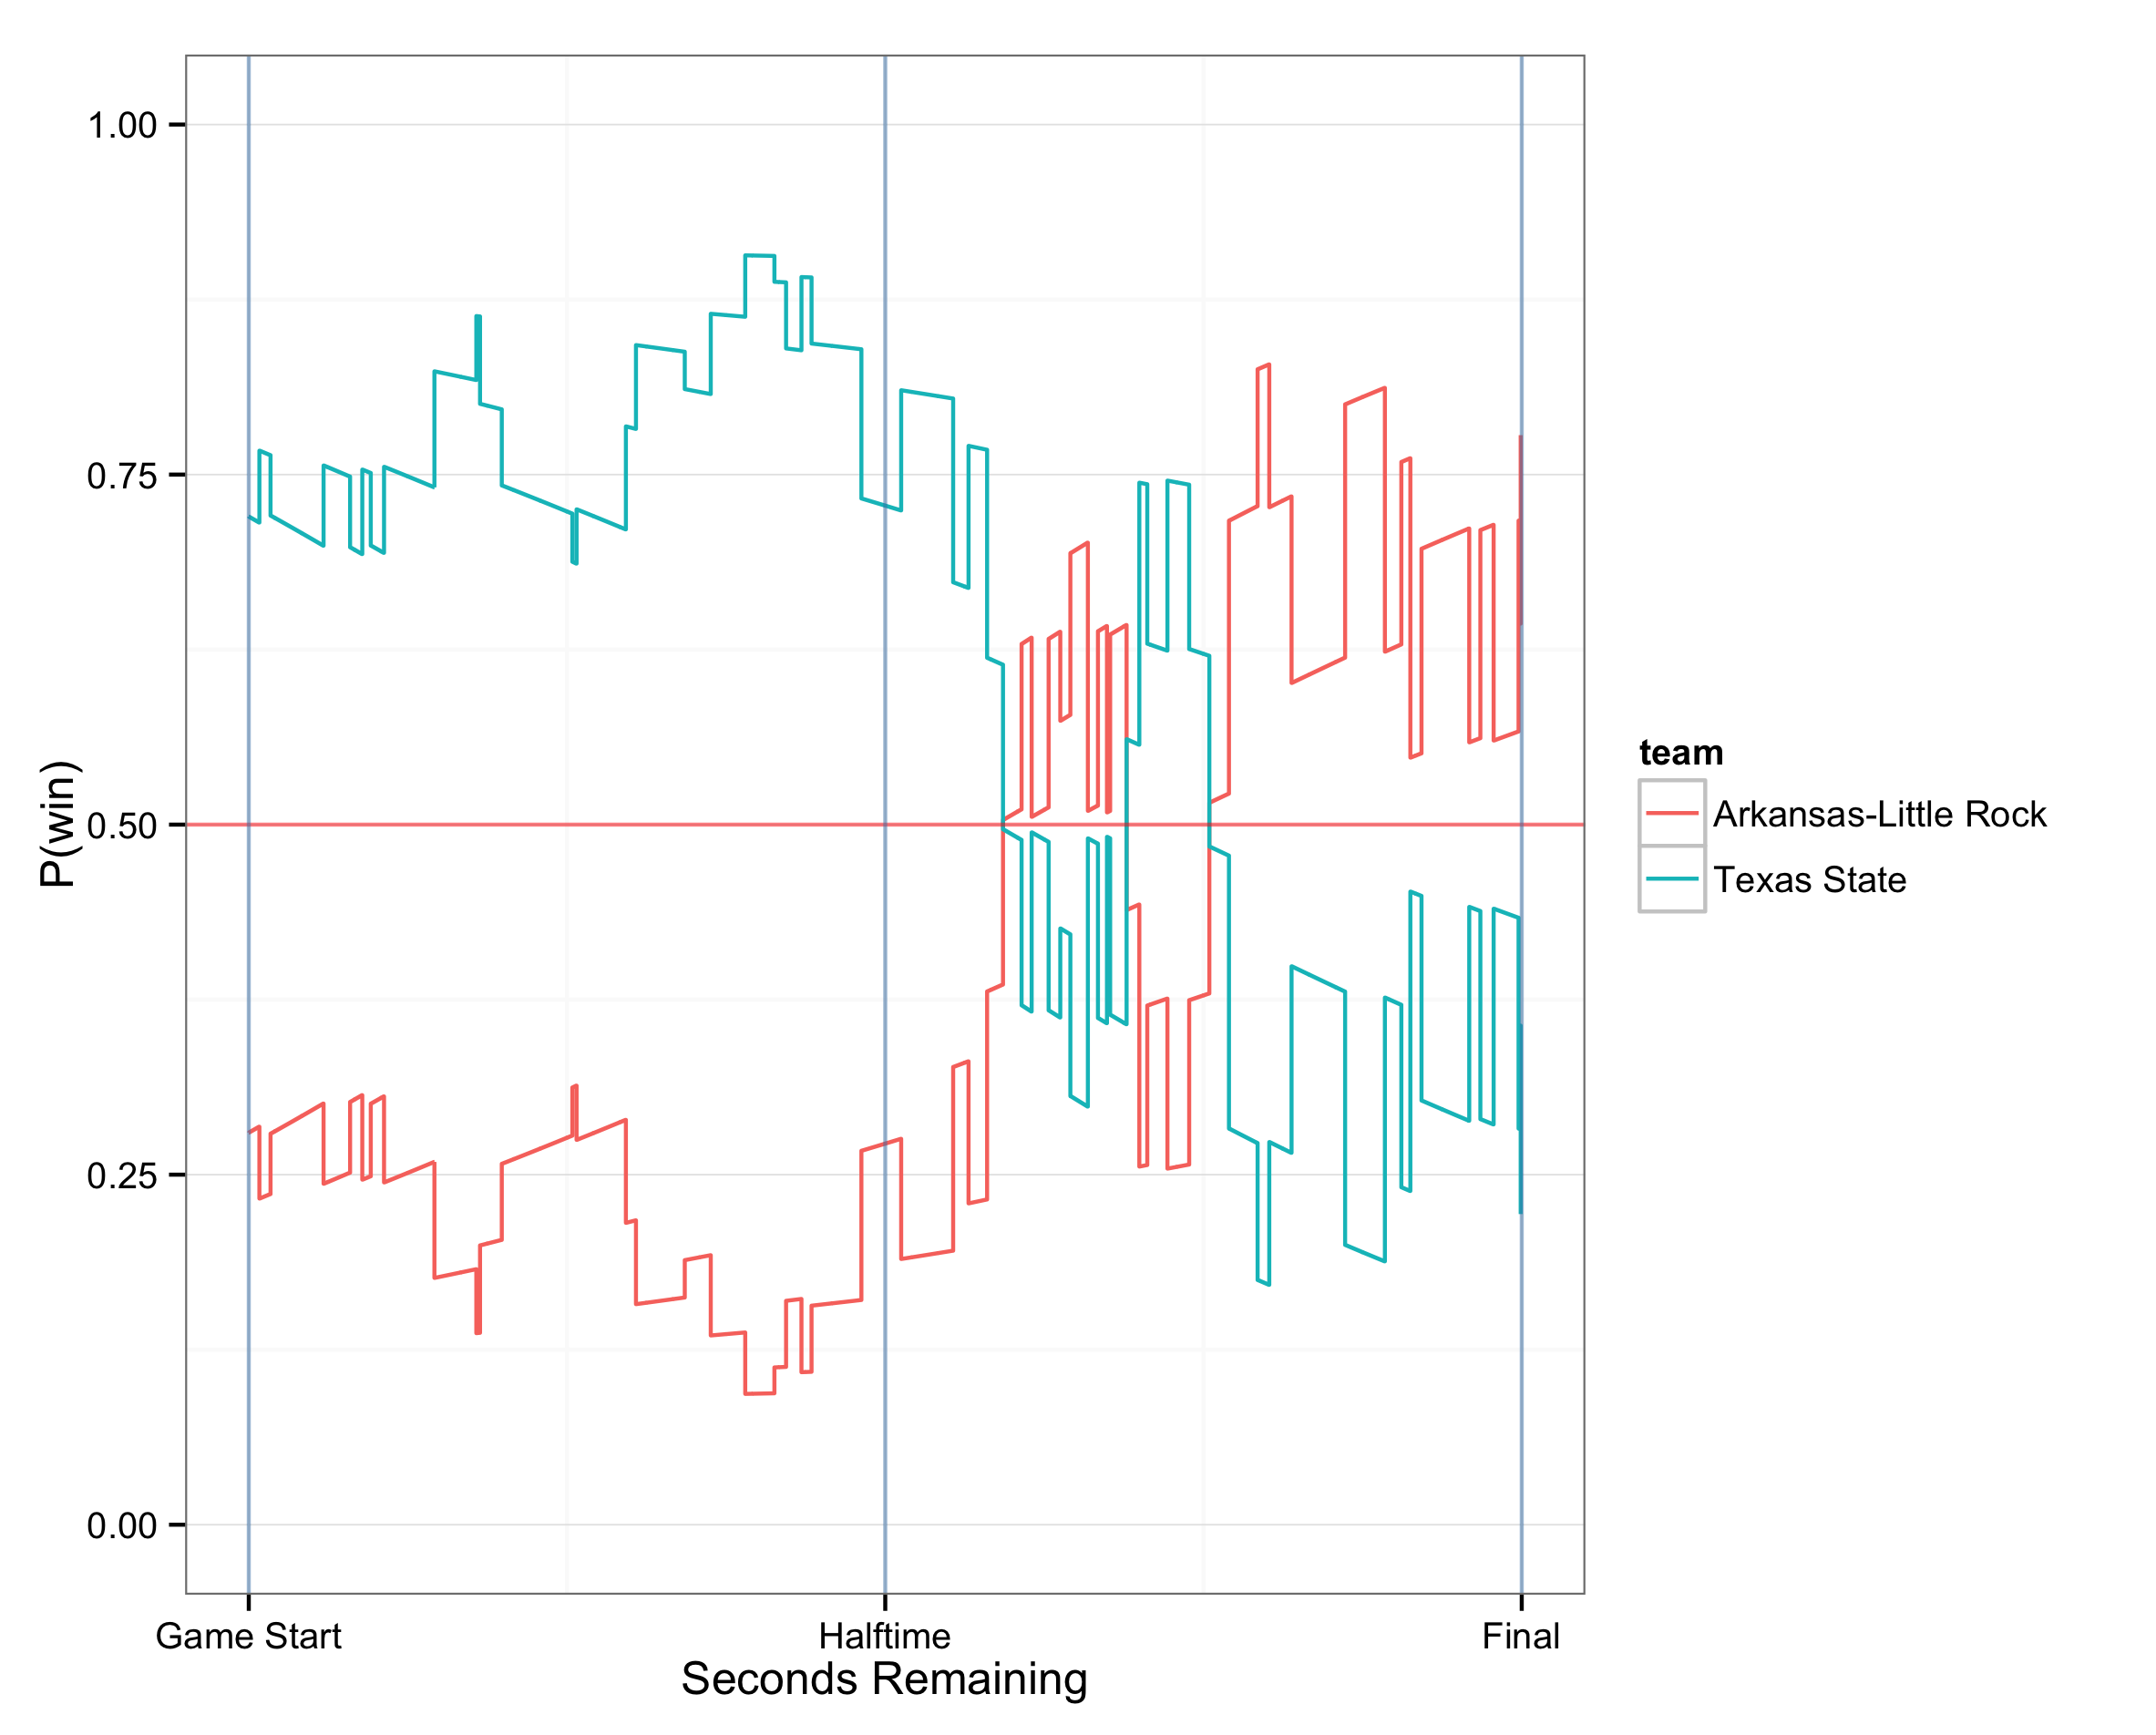 1.00
0.75
0.50
0.25
0.00
P(win)
Game Start
Halftime
Final
Seconds Remaining
team
Arkansas-Little Rock
Texas State